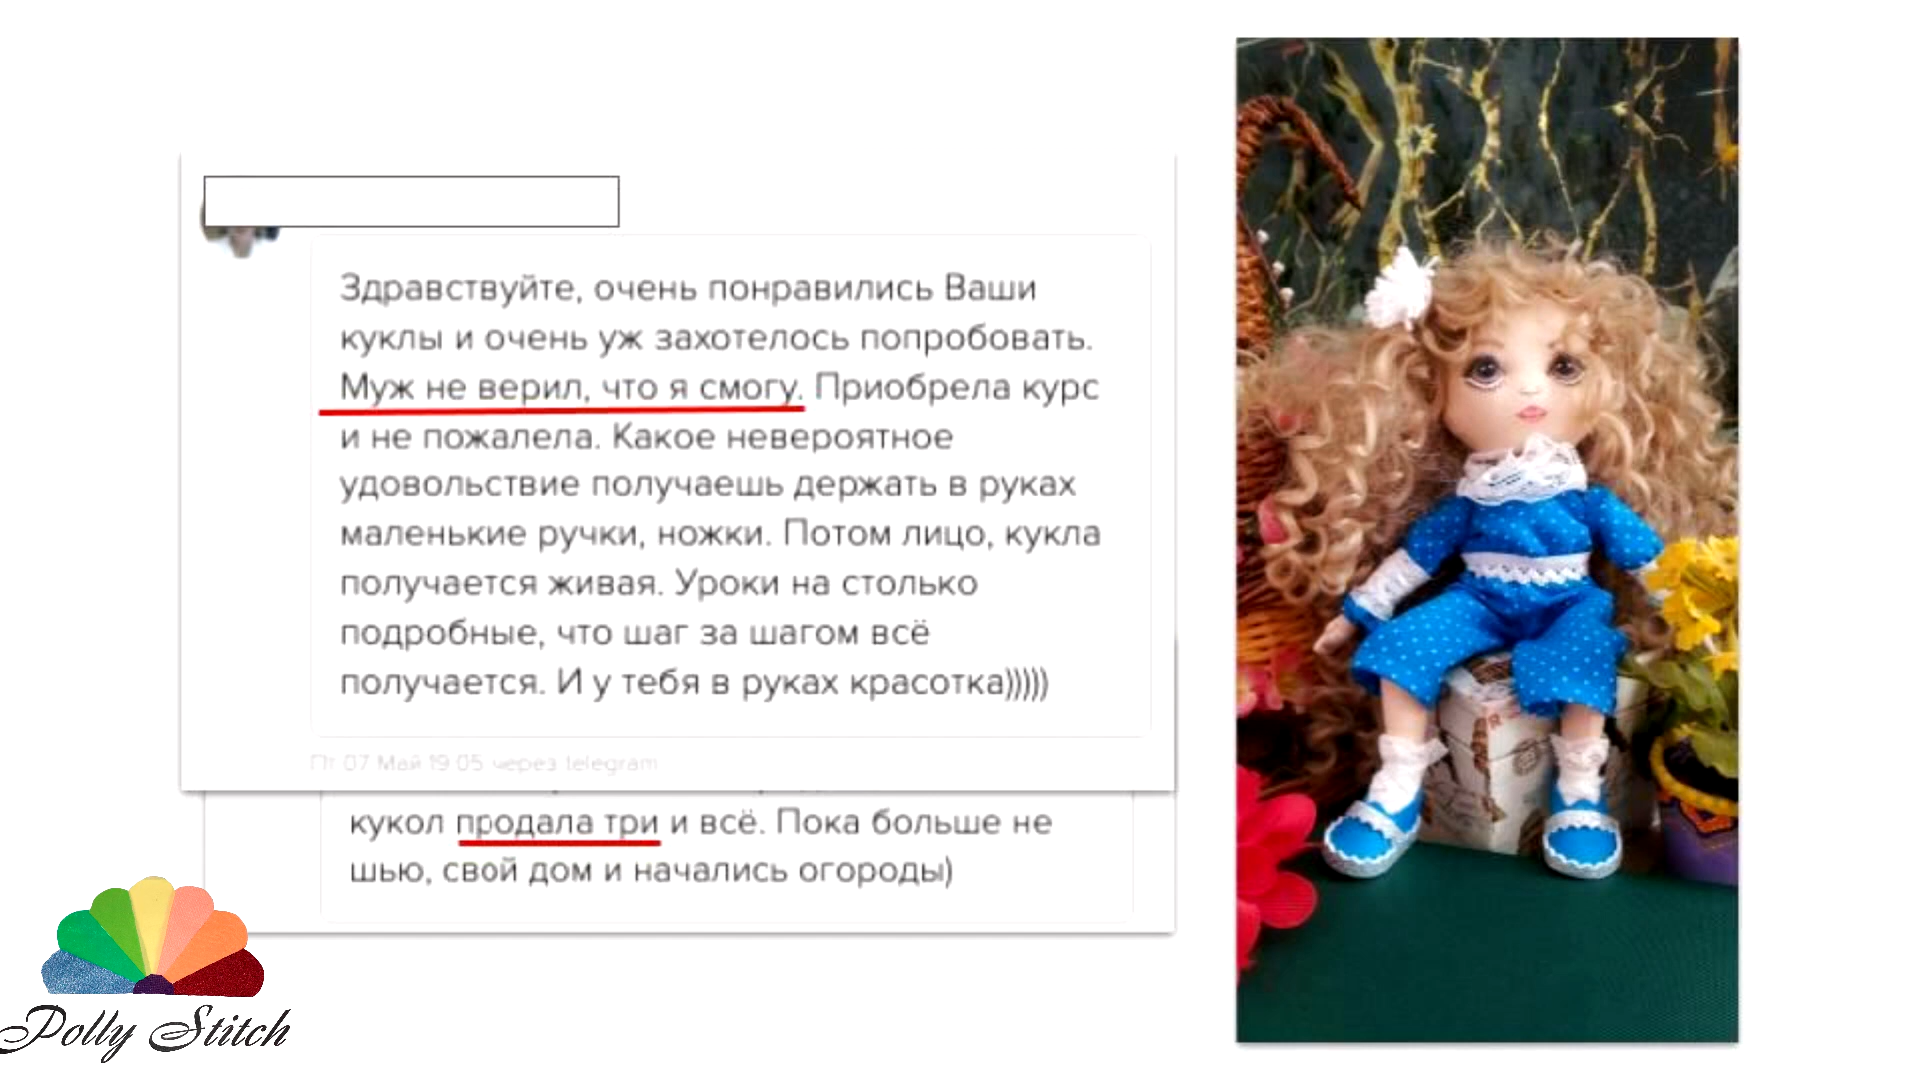 Здравствуйте, очень понравились Ваши
куклы и очень уж захотелось попробовать.
Муж не верил, что я смогу. Приобрела курс
и не пожалела. Какое невероятное
удовольствие получаешь держать в руках
маленькие ручки, ножки. Потом лицо, кукла
получается живая. Уроки на столько
подробные, что шаг за шагом всё
получается. И у тебя в руках красотка)))))
Пт 07 Май 19:05 через telegram
кукол продала три и всё. Пока больше не
шью, свой дом и начались огороды)
Polly Stitch